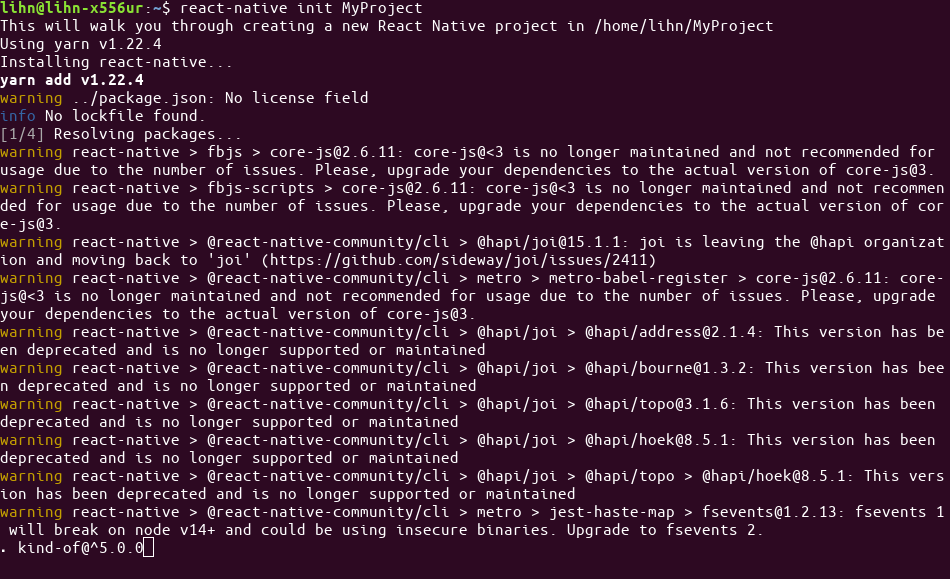 lihn@lihn-x556ur:~$ react-native init MyProject
This will walk you through creating a new React Native project in /home/lihn/MyProject
Using yarn v1.22.4
Installing react-native...
yarn add v1.22.4
warning ../package.json: No license field
info No lockfile found.
[1/4] Resolving packages...
warning react-native > fbjs > core-js@2.6.11: core-js@<3 is no longer maintained and not recommended for
usage due to the number of issues. Please, upgrade your dependencies to the actual version of core-js@3.
warning react-native > fbjs-scripts > core-js@2.6.11: core-js@<3 is no longer maintained and not recommen
ded for usage due to the number of issues. Please, upgrade your dependencies to the actual version of cor
e-js@3.
warning react-native > @react-native-community/cli > @hapi/joi@15.1.1: joi is leaving the @hapi organizat
ion and moving back to 'joi' (https://github.com/sideway/joi/issues/2411)
warning react-native > @react-native-community/cli > metro > metro-babel-register > core-js@2.6.11: core-
js@<3 is no longer maintained and not recommended for usage due to the number of issues. Please, upgrade
your dependencies to the actual version of core-js@3.
warning react-native > @react-native-community/cli > @hapi/joi > @hapi/address@2.1.4: This version has be
en deprecated and is no longer supported or maintained
warning react-native > @react-native-community/cli > @hapi/joi > @hapi/bourne@1.3.2: This version has bee
n deprecated and is no longer supported or maintained
warning react-native > @react-native-community/cli > @hapi/joi > @hapi/topo@3.1.6: This version has been
deprecated and is no longer supported or maintained
warning react-native > @react-native-community/cli > @hapi/joi > @hapi/hoek@8.5.1: This version has been
deprecated and is no longer supported or maintained
warning react-native > @react-native-community/cli > @hapi/joi > @hapi/topo > @hapi/hoek@8.5.1: This vers
ion has been deprecated and is no longer supported or maintained
warning react-native > @react-native-community/cli > metro > jest-haste-map > fsevents@1.2.13: fsevents 1
 will break on node v14+ and could be using insecure binaries. Upgrade to fsevents 2.
. kind-of@^5.0.0